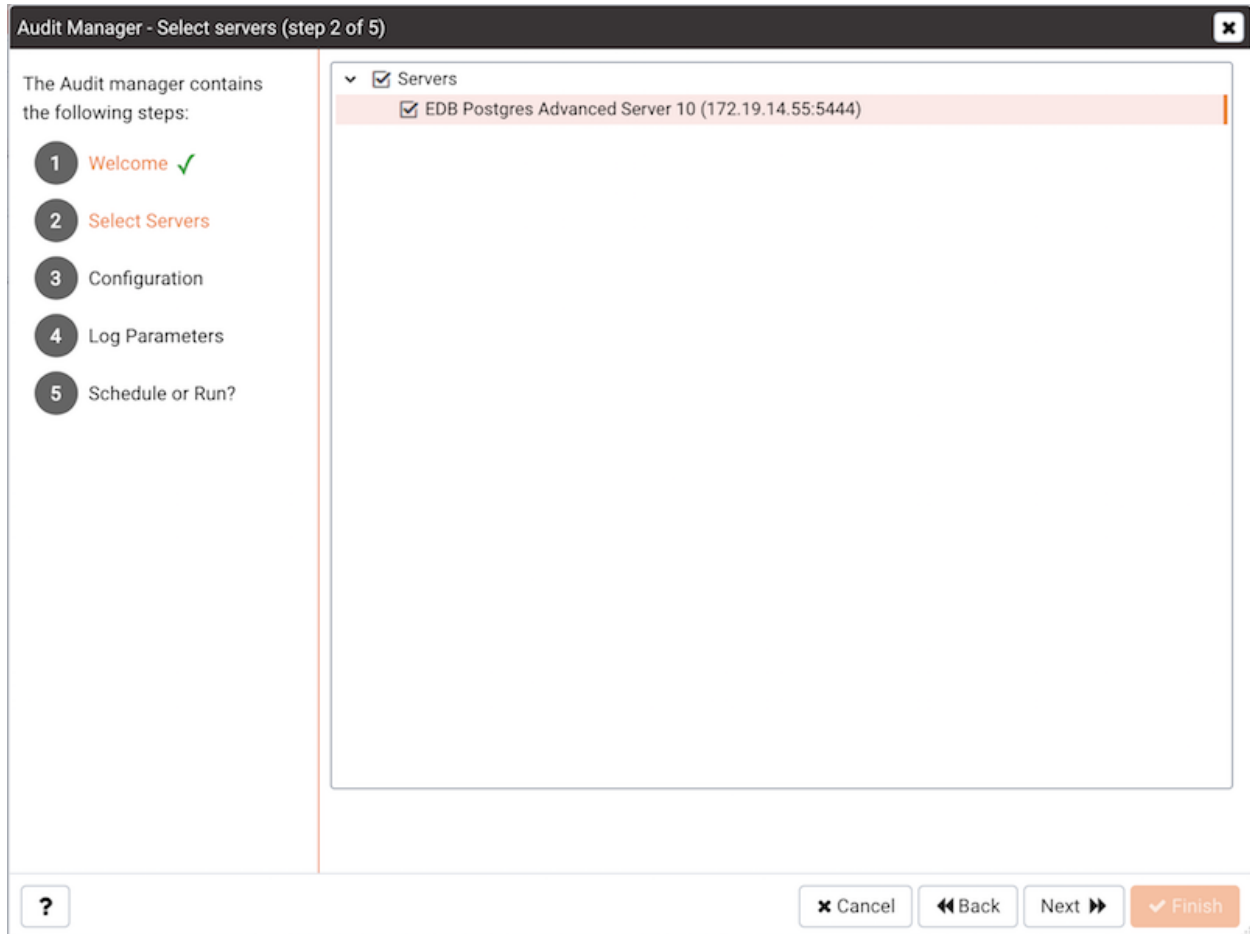 Audit Manager - Select servers (step 2 of 5)
The Audit manager contains
the following steps:
1 Welcome
2 Select Servers
3 Configuration
4 Log Parameters
5 Schedule or Run?
Servers
EDB Postgres Advanced Server 10 (172.19.14.55:5444)
? Cancel Back Next Finish